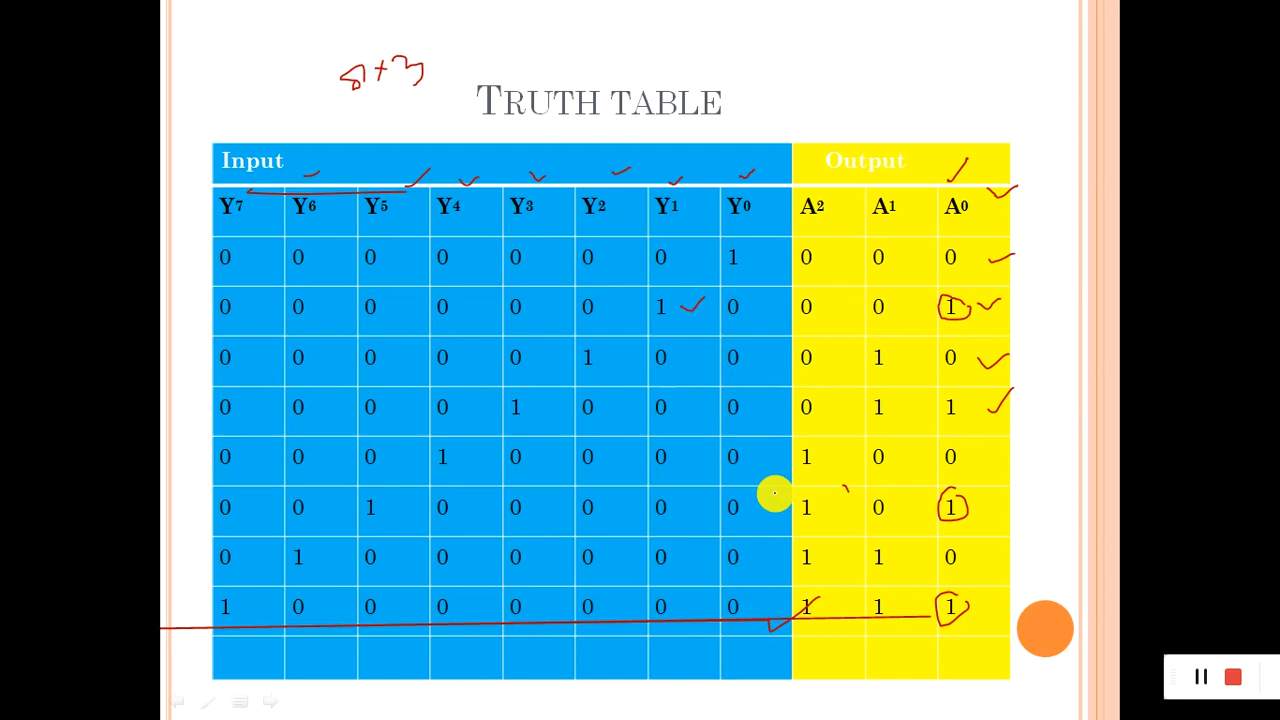 8+3
TRUTH TABLE
Input Output
Y7 Y6 Y5 Y4 Y3 Y2 Y1 Y0 A2 A1 A0
0 0 0 0 0 0 0 1 0 0 0
0 0 0 0 0 0 1 0 0 0 1
0 0 0 0 0 1 0 0 0 1 0
0 0 0 0 1 0 0 0 0 1 1
0 0 0 1 0 0 0 0 1 0 0
0 0 1 0 0 0 0 0 1 0 1
0 1 0 0 0 0 0 0 1 1 0
1 0 0 0 0 0 0 0 1 1 1